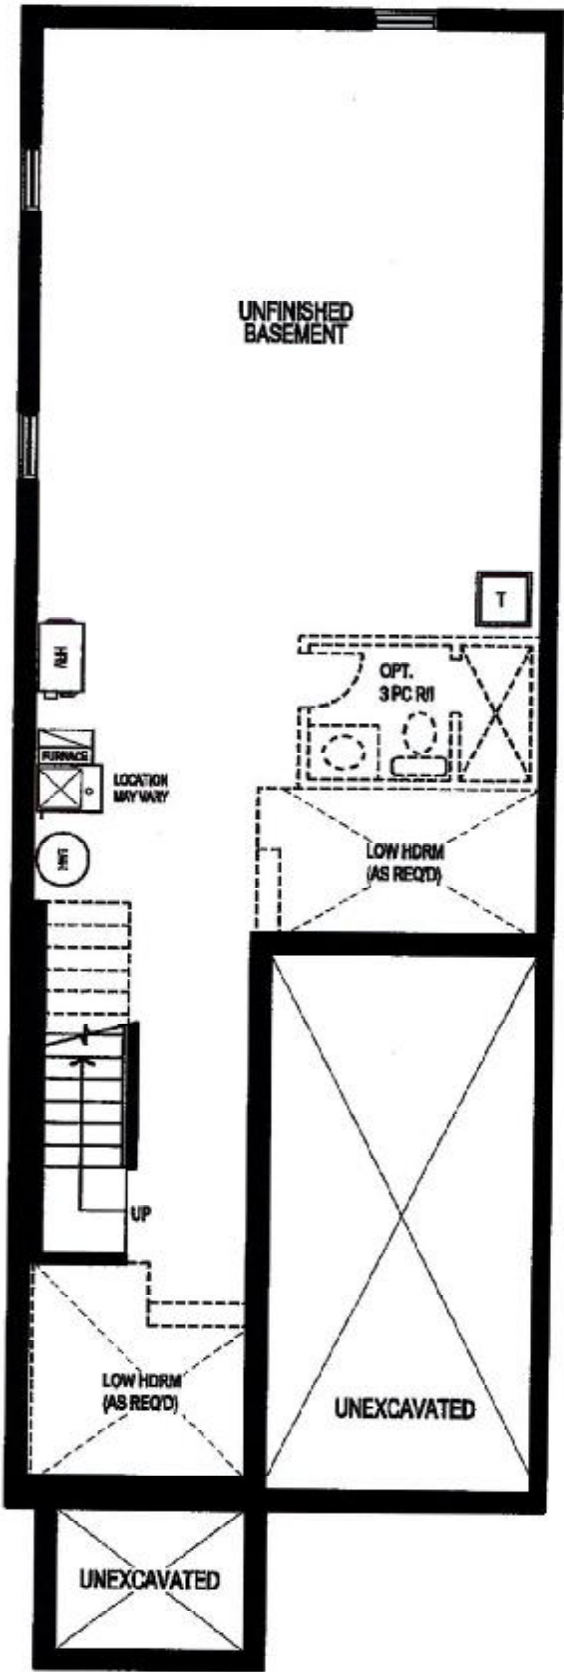 UNFINISHED
BASEMENT
T
HRV
OPT.
3 PC R/I
FURNACE
LOCATION
MAY VARY
LOW HDRM
(AS REQ'D)
UP
LOW HDRM
(AS REQ'D)
UNEXCAVATED
UNEXCAVATED